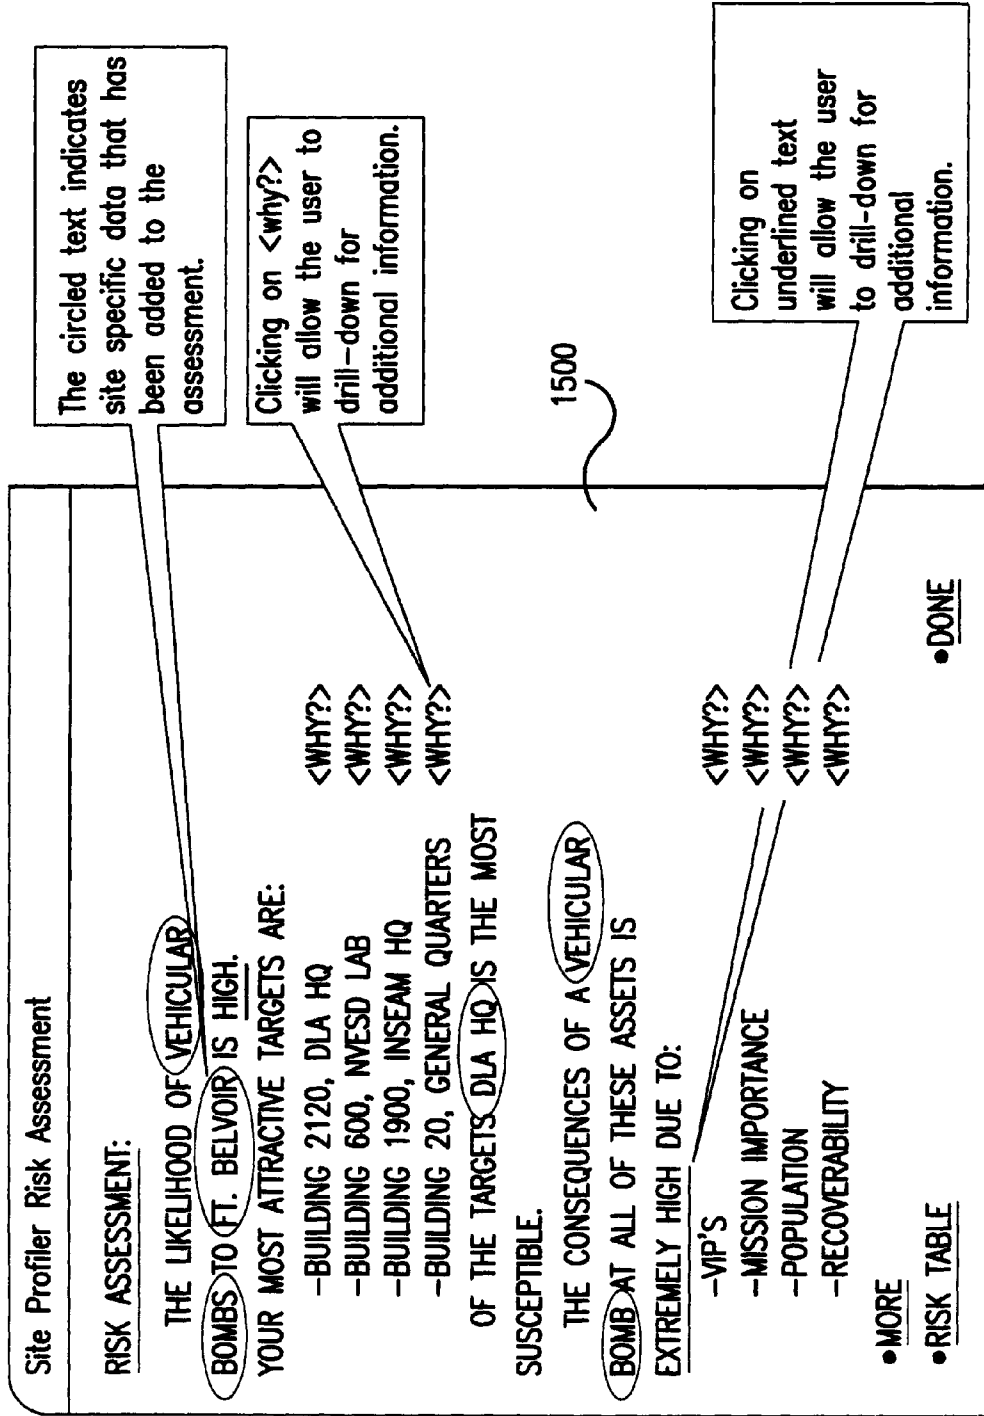 Site Profiler Risk Assessment
RISK ASSESSMENT:
THE LIKELIHOOD OF VEHICULAR
BOMBS TO FT. BELVOIR IS HIGH.
YOUR MOST ATTRACTIVE TARGETS ARE:
-BUILDING 2120, DLA HQ <WHY?>
-BUILDING 600, NVESD LAB <WHY?>
-BUILDING 1900, INSEAM HQ <WHY?>
-BUILDING 20, GENERAL QUARTERS <WHY?>
OF THE TARGETS DLA HQ IS THE MOST
SUSCEPTIBLE.
THE CONSEQUENCES OF A VEHICULAR
BOMB AT ALL OF THESE ASSETS IS
EXTREMELY HIGH DUE TO:
-VIP'S <WHY?>
-MISSION IMPORTANCE <WHY?>
-POPULATION <WHY?>
-RECOVERABILITY <WHY?>
•MORE
•RISK TABLE •DONE
The circled text indicates
site specific data that has
been added to the
assessment.
Clicking on <why?>
will allow the user to
drill-down for
additional information.
1500
Clicking on
underlined text
will allow the user
to drill-down for
additional
information.